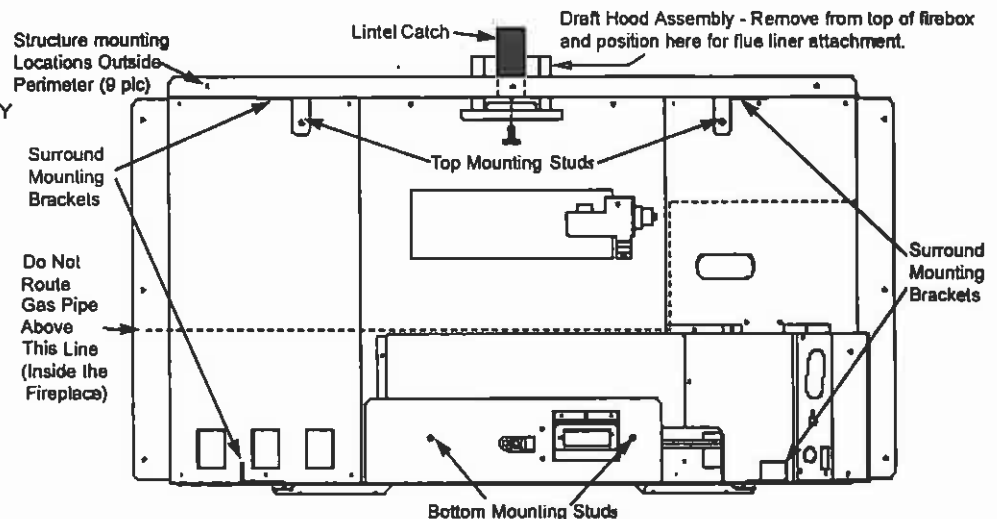 Structure mounting
Locations Outside
Perimeter (9 plc)
Lintel Catch
Draft Hood Assembly - Remove from top of firebox
and position here for flue liner attachment.
Y
Surround
Mounting
Brackets
Top Mounting Studs
Do Not
Route
Gas Pipe
Above
This Line
(Inside the
Fireplace)
Surround
Mounting
Brackets
Bottom Mounting Studs